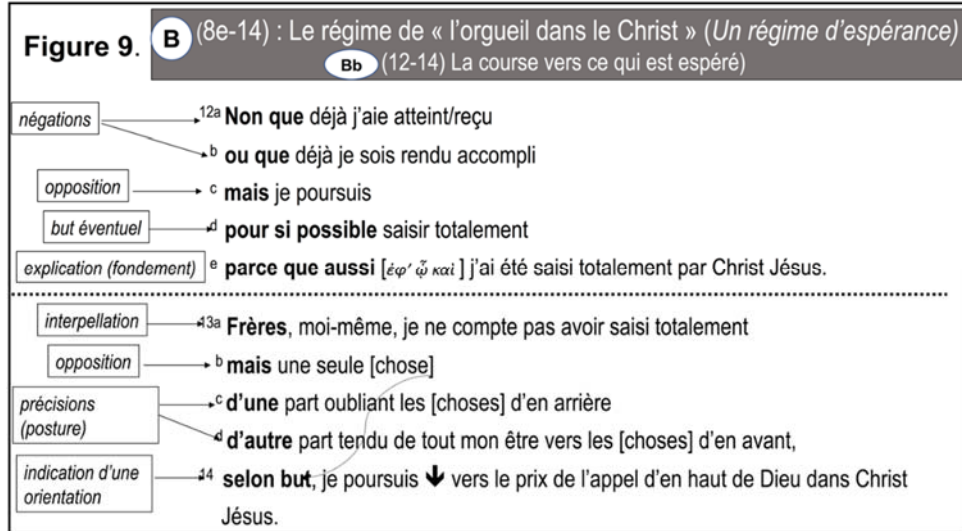 Figure 9. B (8e-14) : Le régime de « l'orgueil dans le Christ » (Un régime d'espérance)
Bb (12-14) La course vers ce qui est espéré)
négations 12a Non que déjà j'aie atteint/reçu
b ou que déjà je sois rendu accompli
opposition c mais je poursuis
but éventuel d pour si possible saisir totalement
explication (fondement) e parce que aussi [ἐφ' ᾧ καὶ ] j'ai été saisi totalement par Christ Jésus.
interpellation 13a Frères, moi-même, je ne compte pas avoir saisi totalement
opposition b mais une seule [chose]
précisions c d'une part oubliant les [choses] d'en arrière
(posture) d d'autre part tendu de tout mon être vers les [choses] d'en avant,
indication d'une 14 selon but, je poursuis 🡻 vers le prix de l'appel d'en haut de Dieu dans Christ
orientation Jésus.